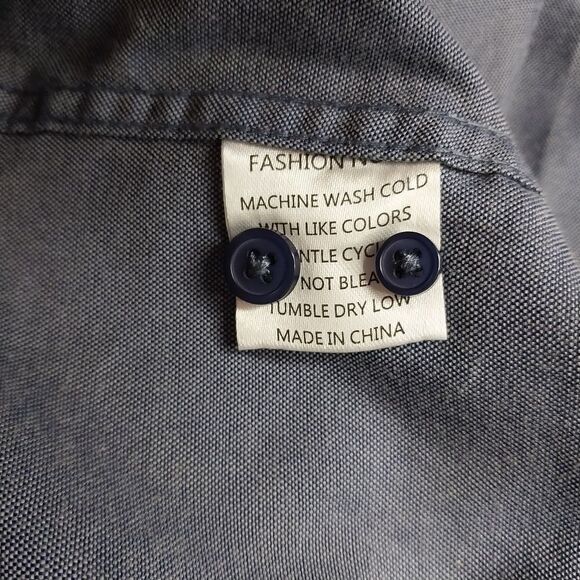 FASHION
MACHINE WASH COLD
WITH LIKE COLORS
NOT
TUMBLE DRY LOW
MADE IN CHINA